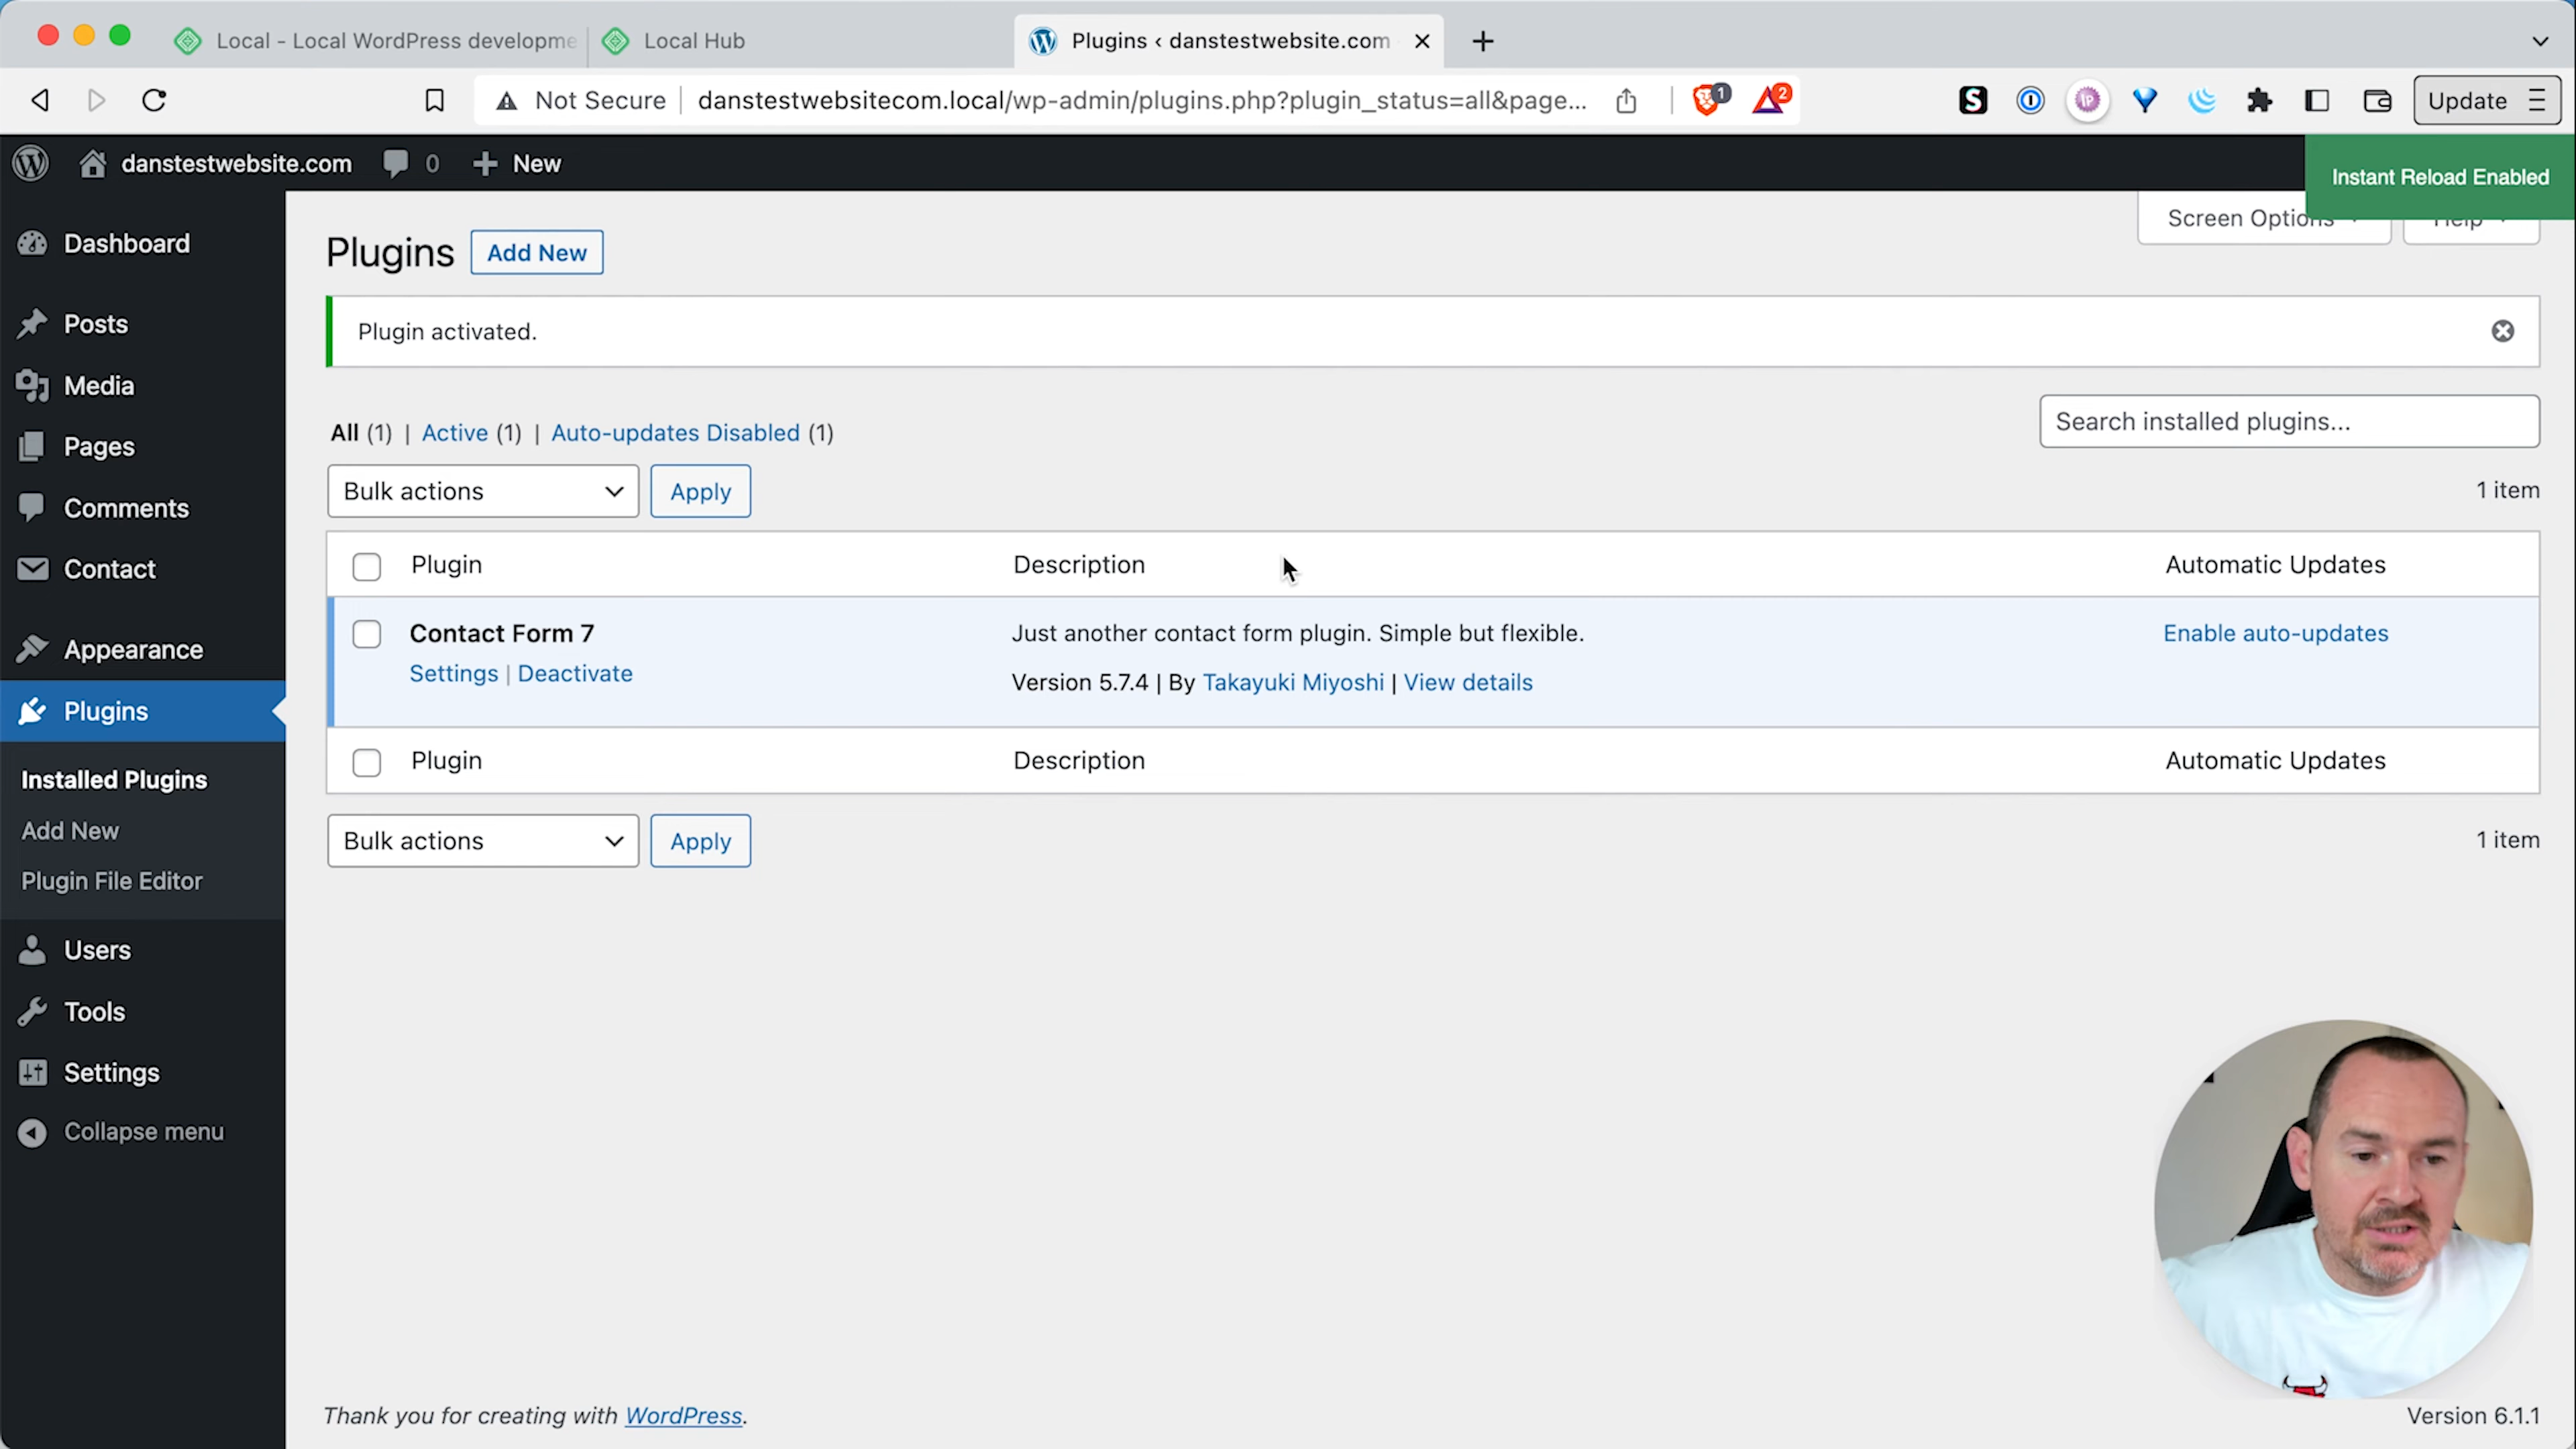 Local - Local WordPress developme
Local Hub
Plugins ‹ danstestwebsite.com
Not Secure
danstestwebsitecom.local/wp-admin/plugins.php?plugin_status=all&page...
1
2
Update
danstestwebsite.com
0
New
Instant Reload Enabled
Screen Options
Help
Dashboard
Posts
Media
Pages
Comments
Contact
Appearance
Plugins
Installed Plugins
Add New
Plugin File Editor
Users
Tools
Settings
Collapse menu
Plugins
Add New
Plugin activated.
All (1) | Active (1) | Auto-updates Disabled (1)
Search installed plugins...
Bulk actions
Apply
1 item
Plugin Description Automatic Updates
Contact Form 7
Settings | Deactivate
Just another contact form plugin. Simple but flexible.
Version 5.7.4 | By Takayuki Miyoshi | View details
Enable auto-updates
Plugin Description Automatic Updates
Bulk actions
Apply
1 item
Thank you for creating with WordPress.
Version 6.1.1